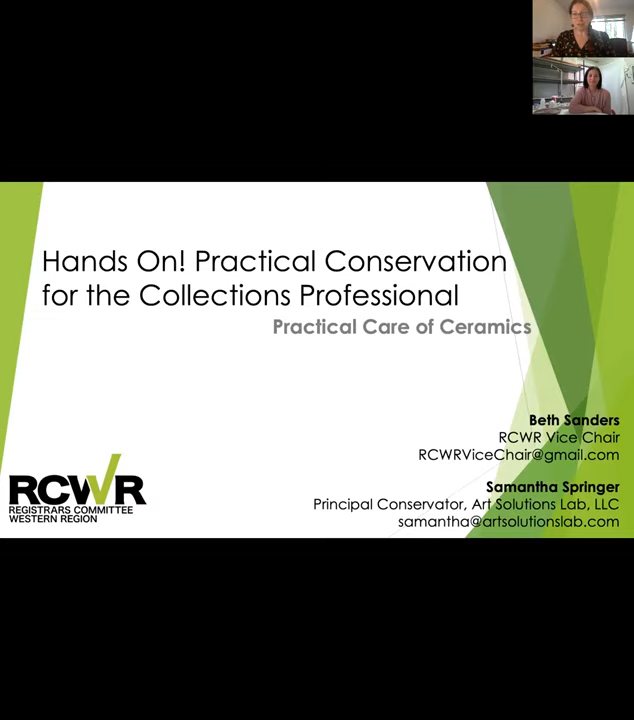 Hands On! Practical Conservation
for the Collections Professional
Practical Care of Ceramics
Beth Sanders
RCWR Vice Chair
RCWRViceChair@gmail.com
Samantha Springer
Principal Conservator, Art Solutions Lab, LLC
samantha@artsolutionslab.com
RCWR
REGISTRARS COMMITTEE
WESTERN REGION